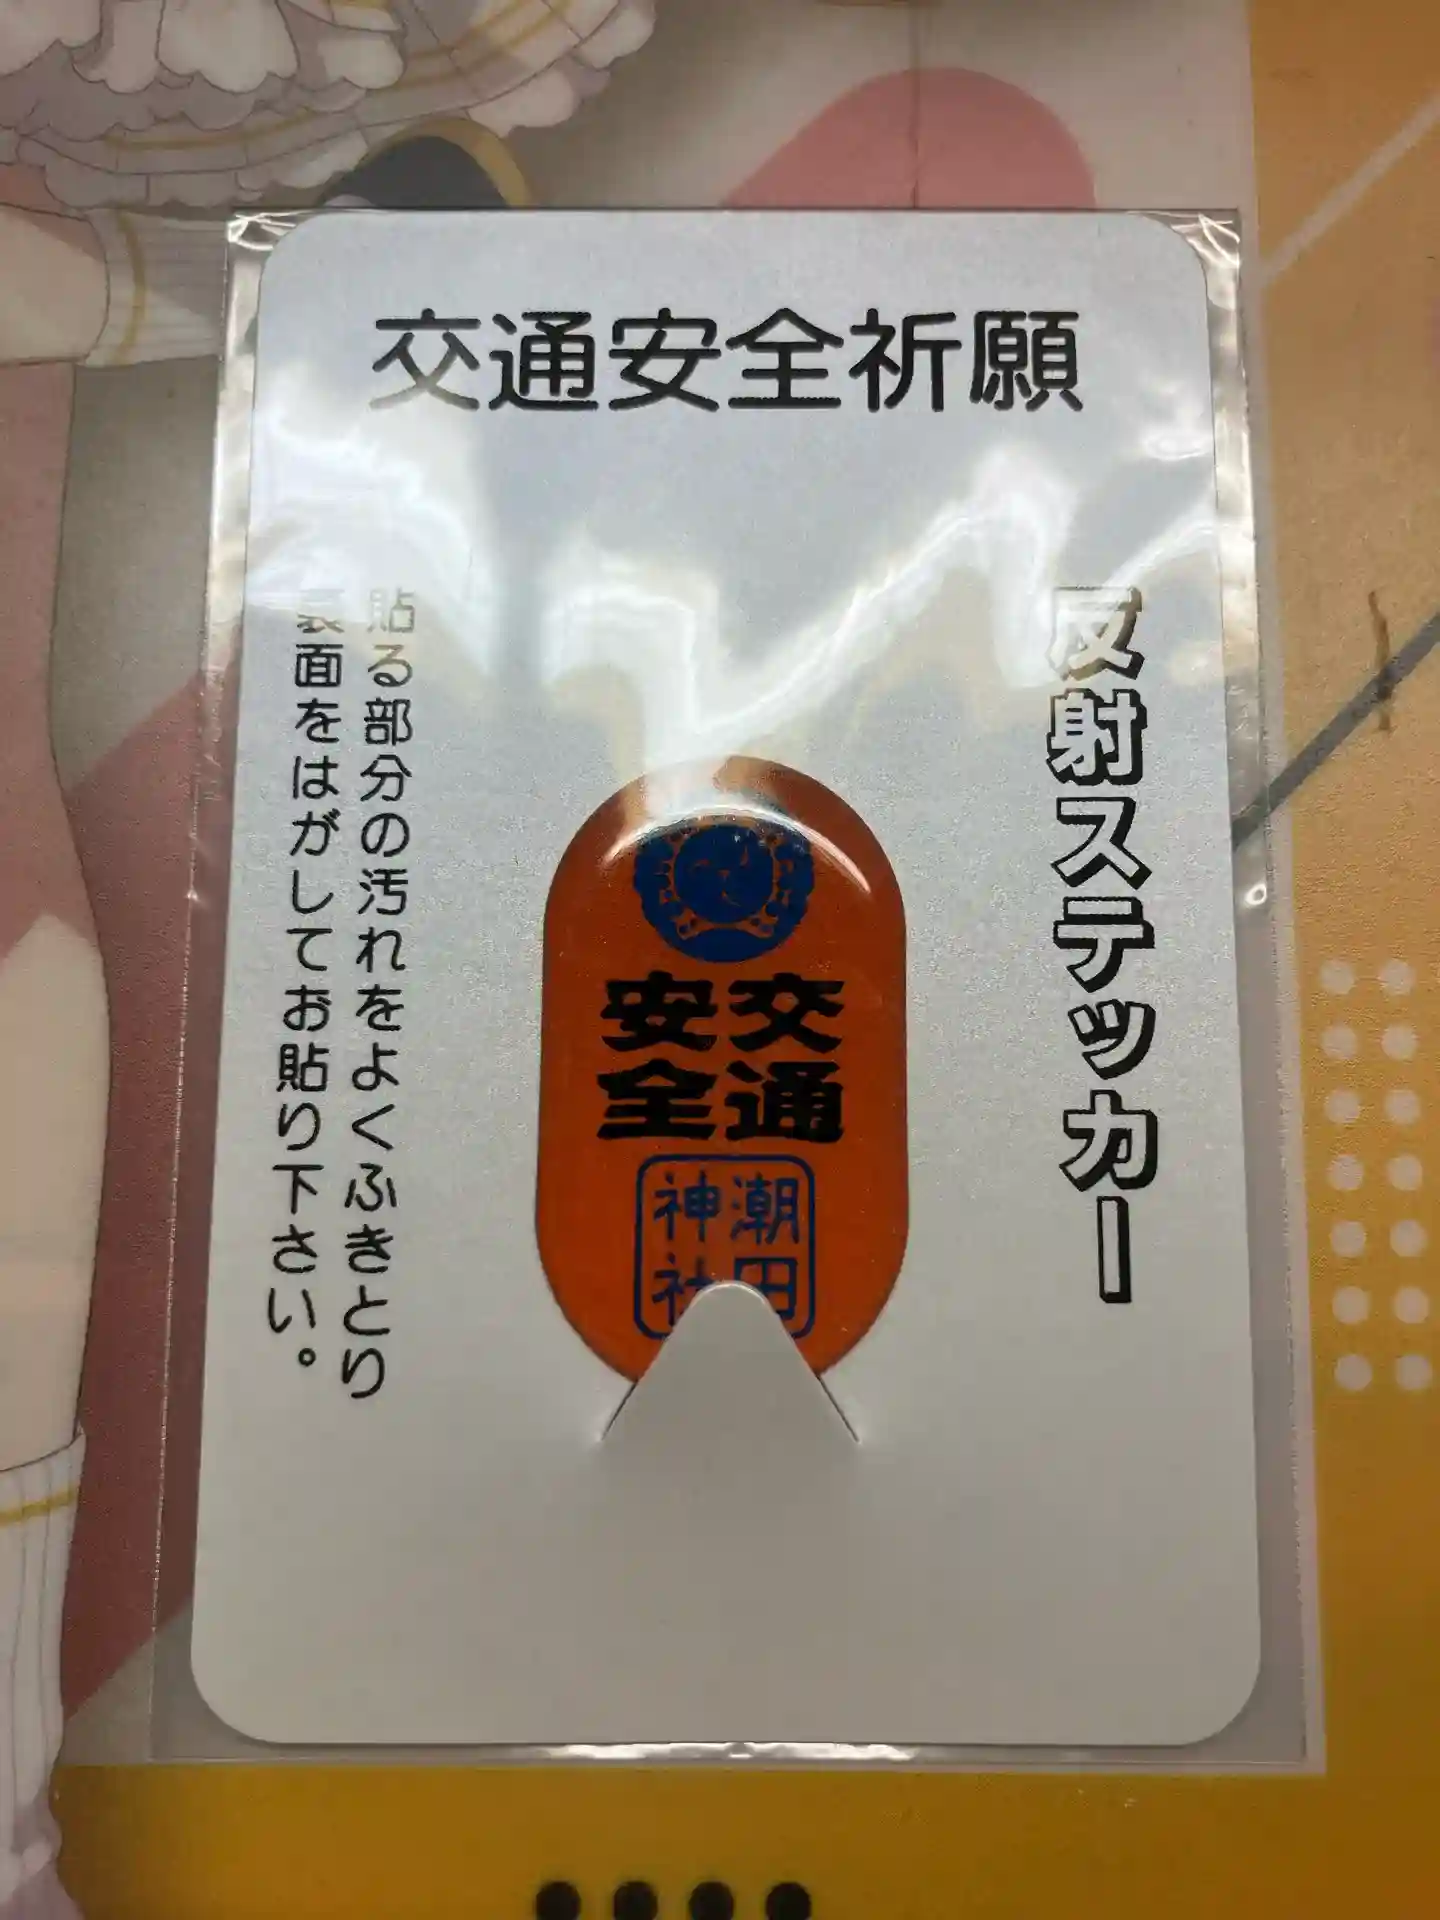 交通安全祈願
反射ステッカー
交通
安全
潮田
神社
貼る部分の汚れをよくふきとり
裏面をはがしてお貼り下さい。